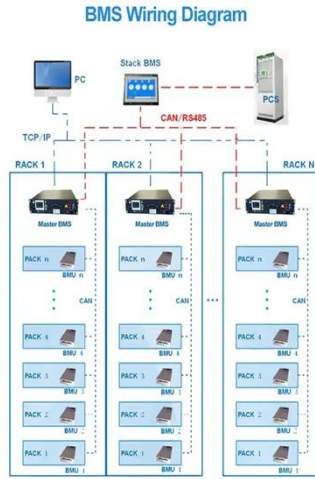 BMS Wiring Diagram
PC
Stack BMS
PCS
CAN/RS485
TCP/IP
RACK 1
RACK 2
RACK N
Master BMS
Master BMS
Master BMS
PACK n
BMU n
PACK n
BMU n
PACK n
BMU n
CAN
CAN
CAN
PACK 4
BMU 4
PACK 4
BMU 4
PACK 4
BMU 4
PACK 3
BMU 3
PACK 3
BMU 3
PACK 3
BMU 3
PACK 2
BMU 2
PACK 2
BMU 2
PACK 2
BMU 2
PACK 1
BMU 1
PACK 1
BMU 1
PACK 1
BMU 1